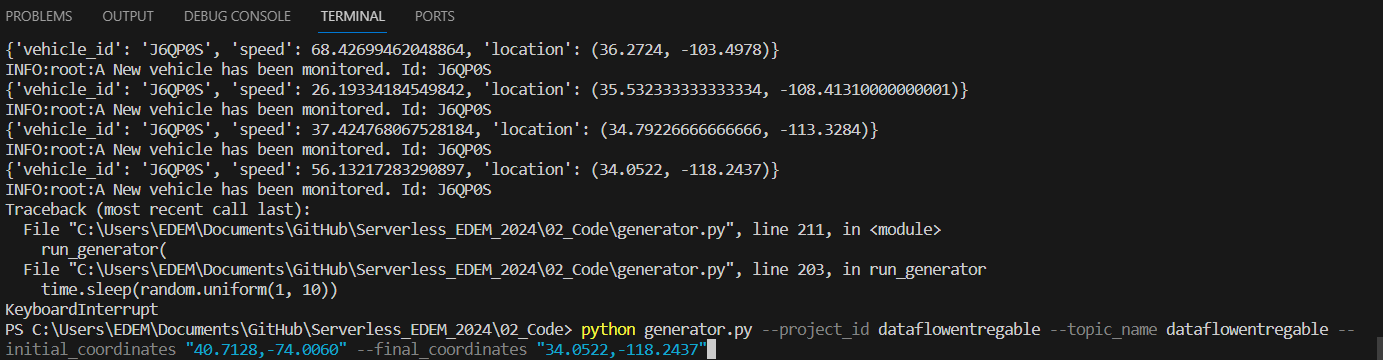 PROBLEMS OUTPUT DEBUG CONSOLE TERMINAL PORTS
{'vehicle_id': 'J6QP0S', 'speed': 68.42699462048864, 'location': (36.2724, -103.4978)}
INFO:root:A New vehicle has been monitored. Id: J6QP0S
{'vehicle_id': 'J6QP0S', 'speed': 26.19334184549842, 'location': (35.532333333333334, -108.41310000000001)}
INFO:root:A New vehicle has been monitored. Id: J6QP0S
{'vehicle_id': 'J6QP0S', 'speed': 37.424768067528184, 'location': (34.79226666666666, -113.3284)}
INFO:root:A New vehicle has been monitored. Id: J6QP0S
{'vehicle_id': 'J6QP0S', 'speed': 56.13217283290897, 'location': (34.0522, -118.2437)}
INFO:root:A New vehicle has been monitored. Id: J6QP0S
Traceback (most recent call last):
  File "C:\Users\EDEM\Documents\GitHub\Serverless_EDEM_2024\02_Code\generator.py", line 211, in <module>
    run_generator(
  File "C:\Users\EDEM\Documents\GitHub\Serverless_EDEM_2024\02_Code\generator.py", line 203, in run_generator
    time.sleep(random.uniform(1, 10))
KeyboardInterrupt
PS C:\Users\EDEM\Documents\GitHub\Serverless_EDEM_2024\02_Code> python generator.py --project_id dataflowentregable --topic_name dataflowentregable --
initial_coordinates "40.7128,-74.0060" --final_coordinates "34.0522,-118.2437"